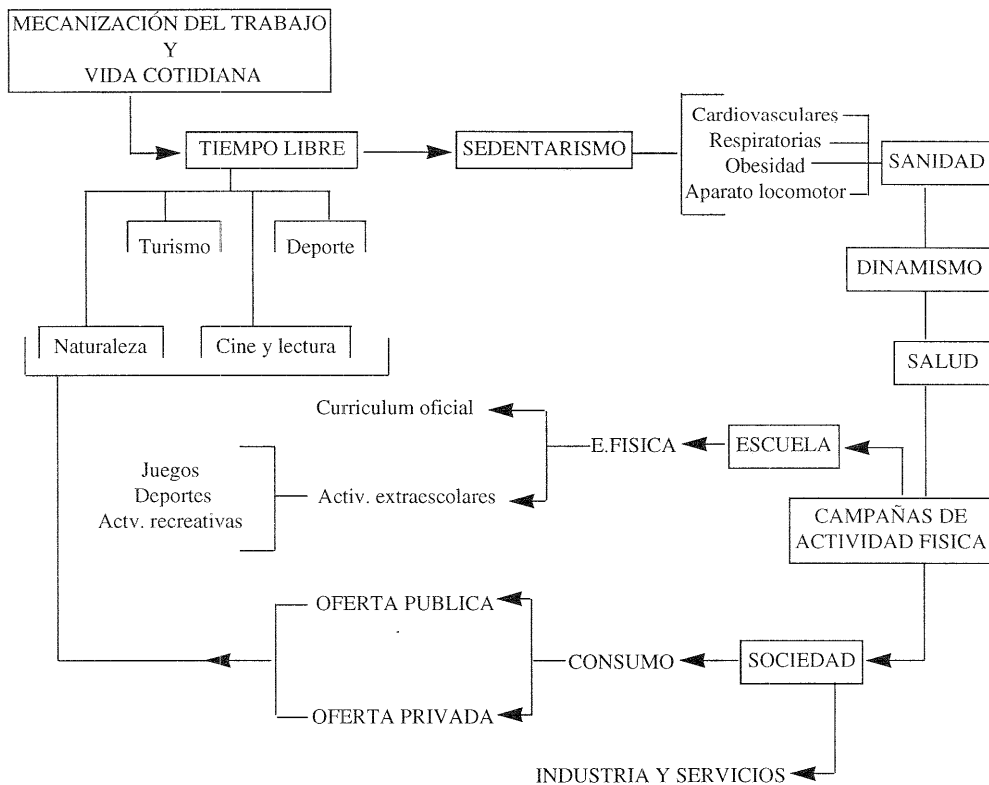 MECANIZACIÓN DEL TRABAJO
Y
VIDA COTIDIANA
TIEMPO LIBRE
SEDENTARISMO
Cardiovasculares
Respiratorias
Obesidad
Aparato locomotor
SANIDAD
Turismo
Deporte
DINAMISMO
Naturaleza
Cine y lectura
SALUD
Curriculum oficial
E.FISICA
ESCUELA
Juegos
Deportes
Actv. recreativas
Activ. extraescolares
CAMPAÑAS DE
ACTIVIDAD FISICA
OFERTA PUBLICA
CONSUMO
SOCIEDAD
OFERTA PRIVADA
INDUSTRIA Y SERVICIOS